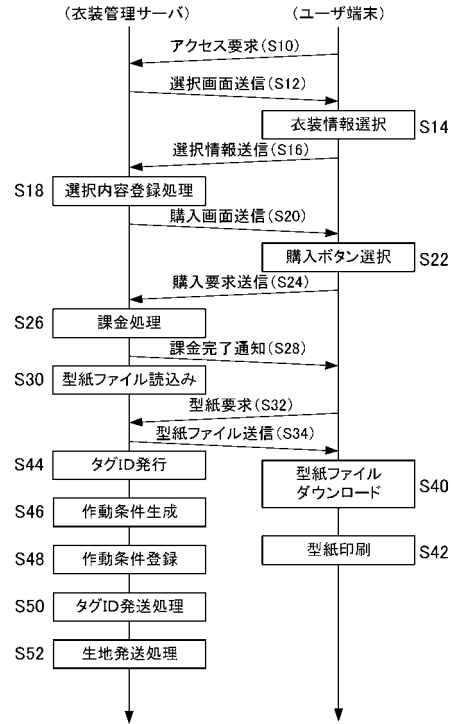 (衣装管理サーバ) (ユーザ端末)
アクセス要求(S10)
選択画面送信(S12)
衣装情報選択 S14
選択情報送信(S16)
S18 選択内容登録処理
購入画面送信(S20)
購入ボタン選択 S22
購入要求送信(S24)
S26 課金処理
課金完了通知(S28)
S30 型紙ファイル読込み
型紙要求(S32)
型紙ファイル送信(S34)
S44 タグID発行
型紙ファイル
ダウンロード S40
S46 作動条件生成
型紙印刷 S42
S48 作動条件登録
S50 タグID発送処理
S52 生地発送処理